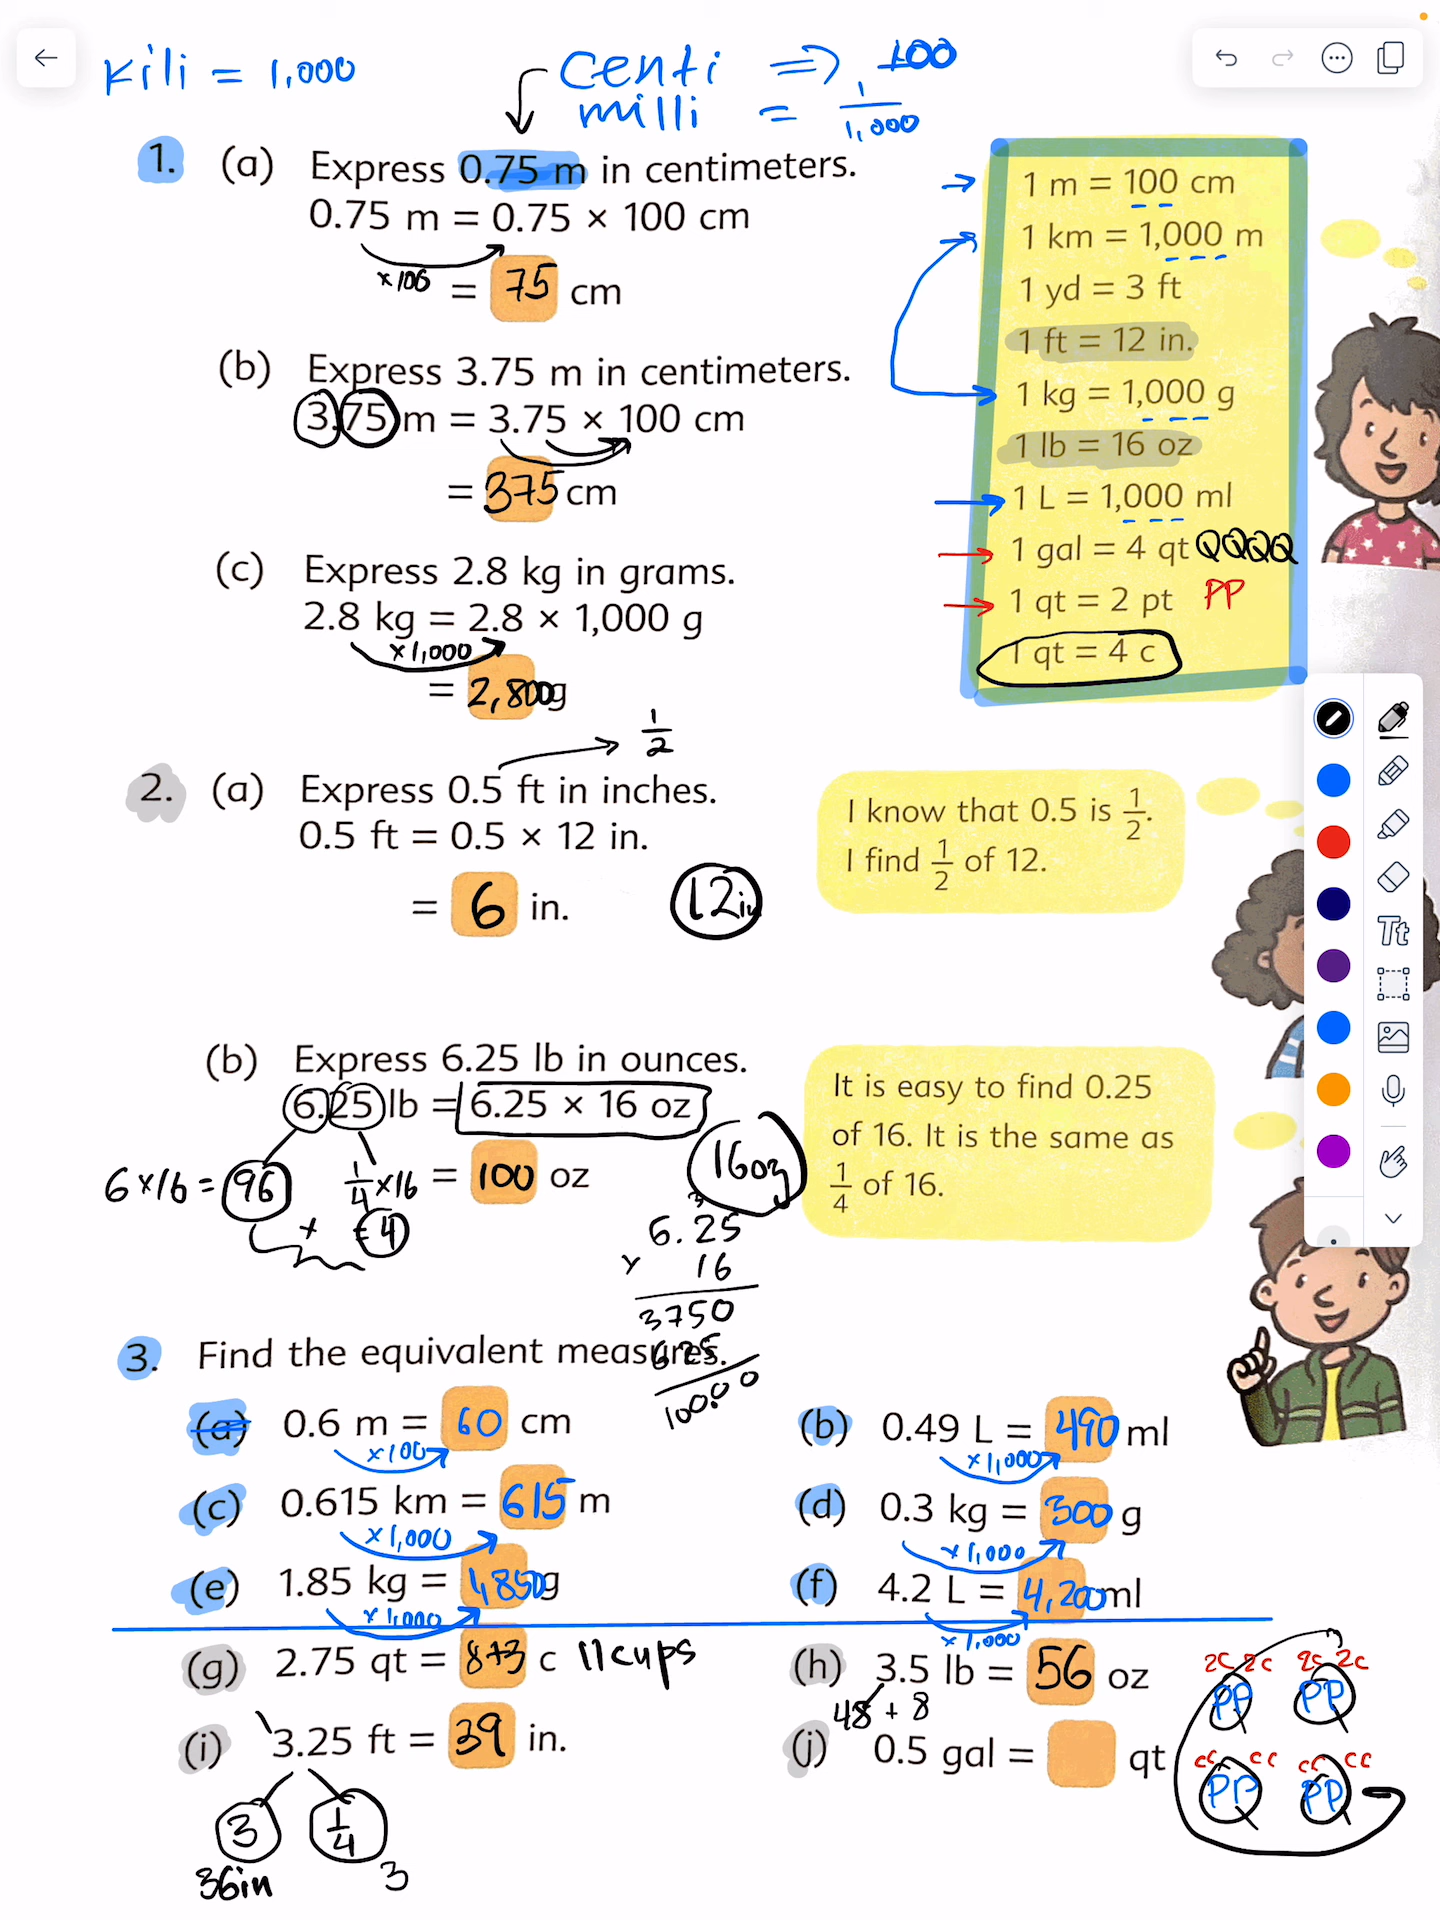 Kili = 1,000
centi => 100
milli = 1/1,000
1. (a) Express 0.75 m in centimeters.
0.75 m = 0.75 × 100 cm
×100
= 75 cm
(b) Express 3.75 m in centimeters.
3.75 m = 3.75 × 100 cm
= 375 cm
(c) Express 2.8 kg in grams.
2.8 kg = 2.8 × 1,000 g
×1,000
= 2,800 g
1 m = 100 cm
1 km = 1,000 m
1 yd = 3 ft
1 ft = 12 in.
1 kg = 1,000 g
1 lb = 16 oz
1 L = 1,000 ml
1 gal = 4 qt QQQQ
1 qt = 2 pt PP
1 qt = 4 c
1/2
2. (a) Express 0.5 ft in inches.
0.5 ft = 0.5 × 12 in.
= 6 in.
12in
I know that 0.5 is 1/2.
I find 1/2 of 12.
(b) Express 6.25 lb in ounces.
6.25 lb = 6.25 × 16 oz
6×16 = 96 1/4×16 = 100 oz
+ = 4
16oz
3
6.25
× 16
3750
625
100.00
It is easy to find 0.25
of 16. It is the same as
1/4 of 16.
3. Find the equivalent measures.
(a) 0.6 m = 60 cm
×100
(b) 0.49 L = 490 ml
×1,000
(c) 0.615 km = 615 m
×1,000
(d) 0.3 kg = 300 g
×1,000
(e) 1.85 kg = 1,850 g
×1,000
(f) 4.2 L = 4,200 ml
×1,000
(g) 2.75 qt = 8+3 c 11cups
(h) 3.5 lb = 56 oz
48 + 8
(i) 3.25 ft = 39 in.
3 1/4
36in 3
(j) 0.5 gal = qt
2c 2c 2c 2c
PP PP
cc cc cc cc
PP PP
Tt